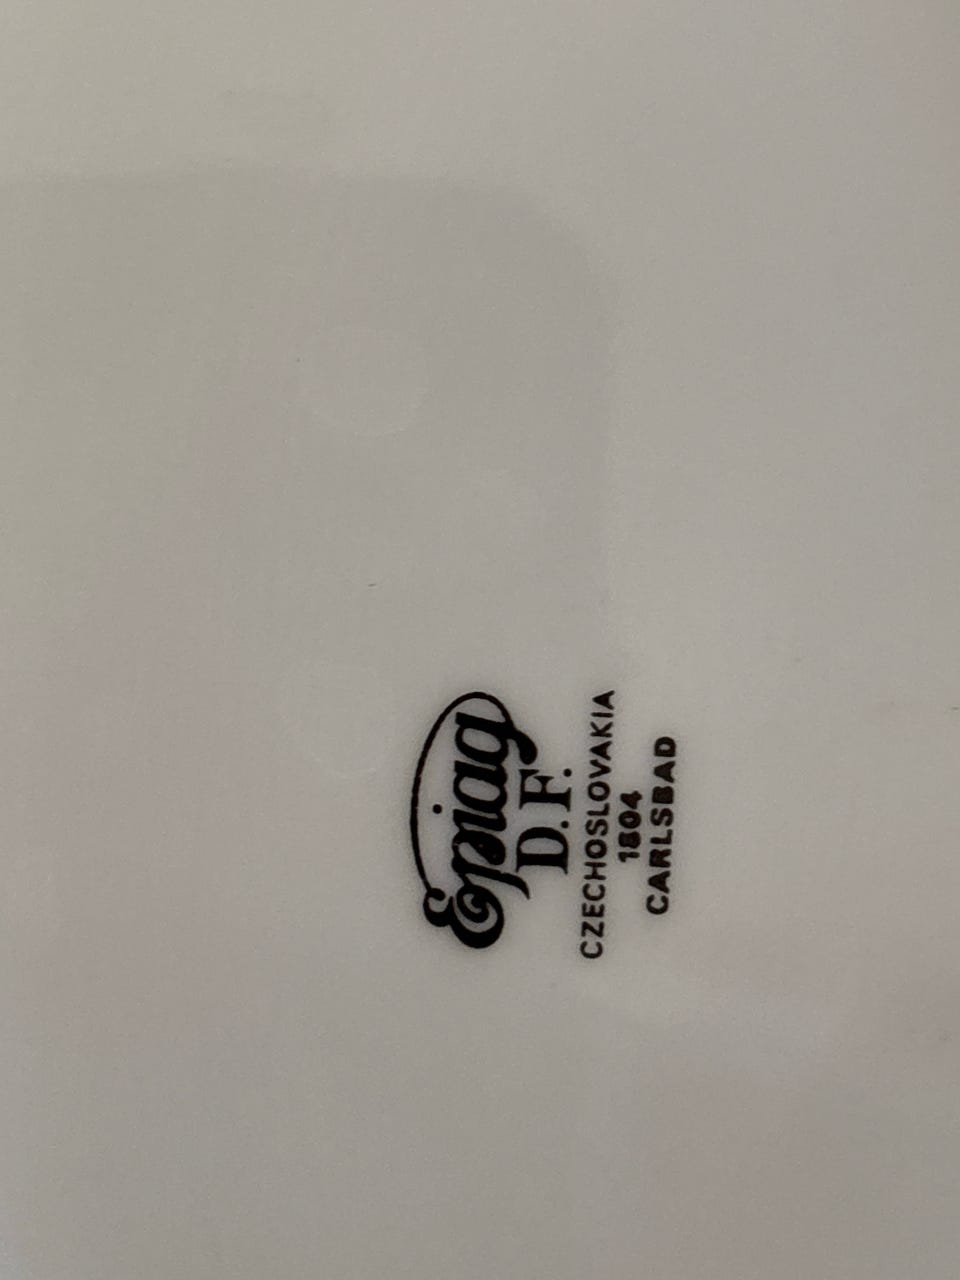 Epiag
D.F.
CZECHOSLOVAKIA
1804
CARLSBAD